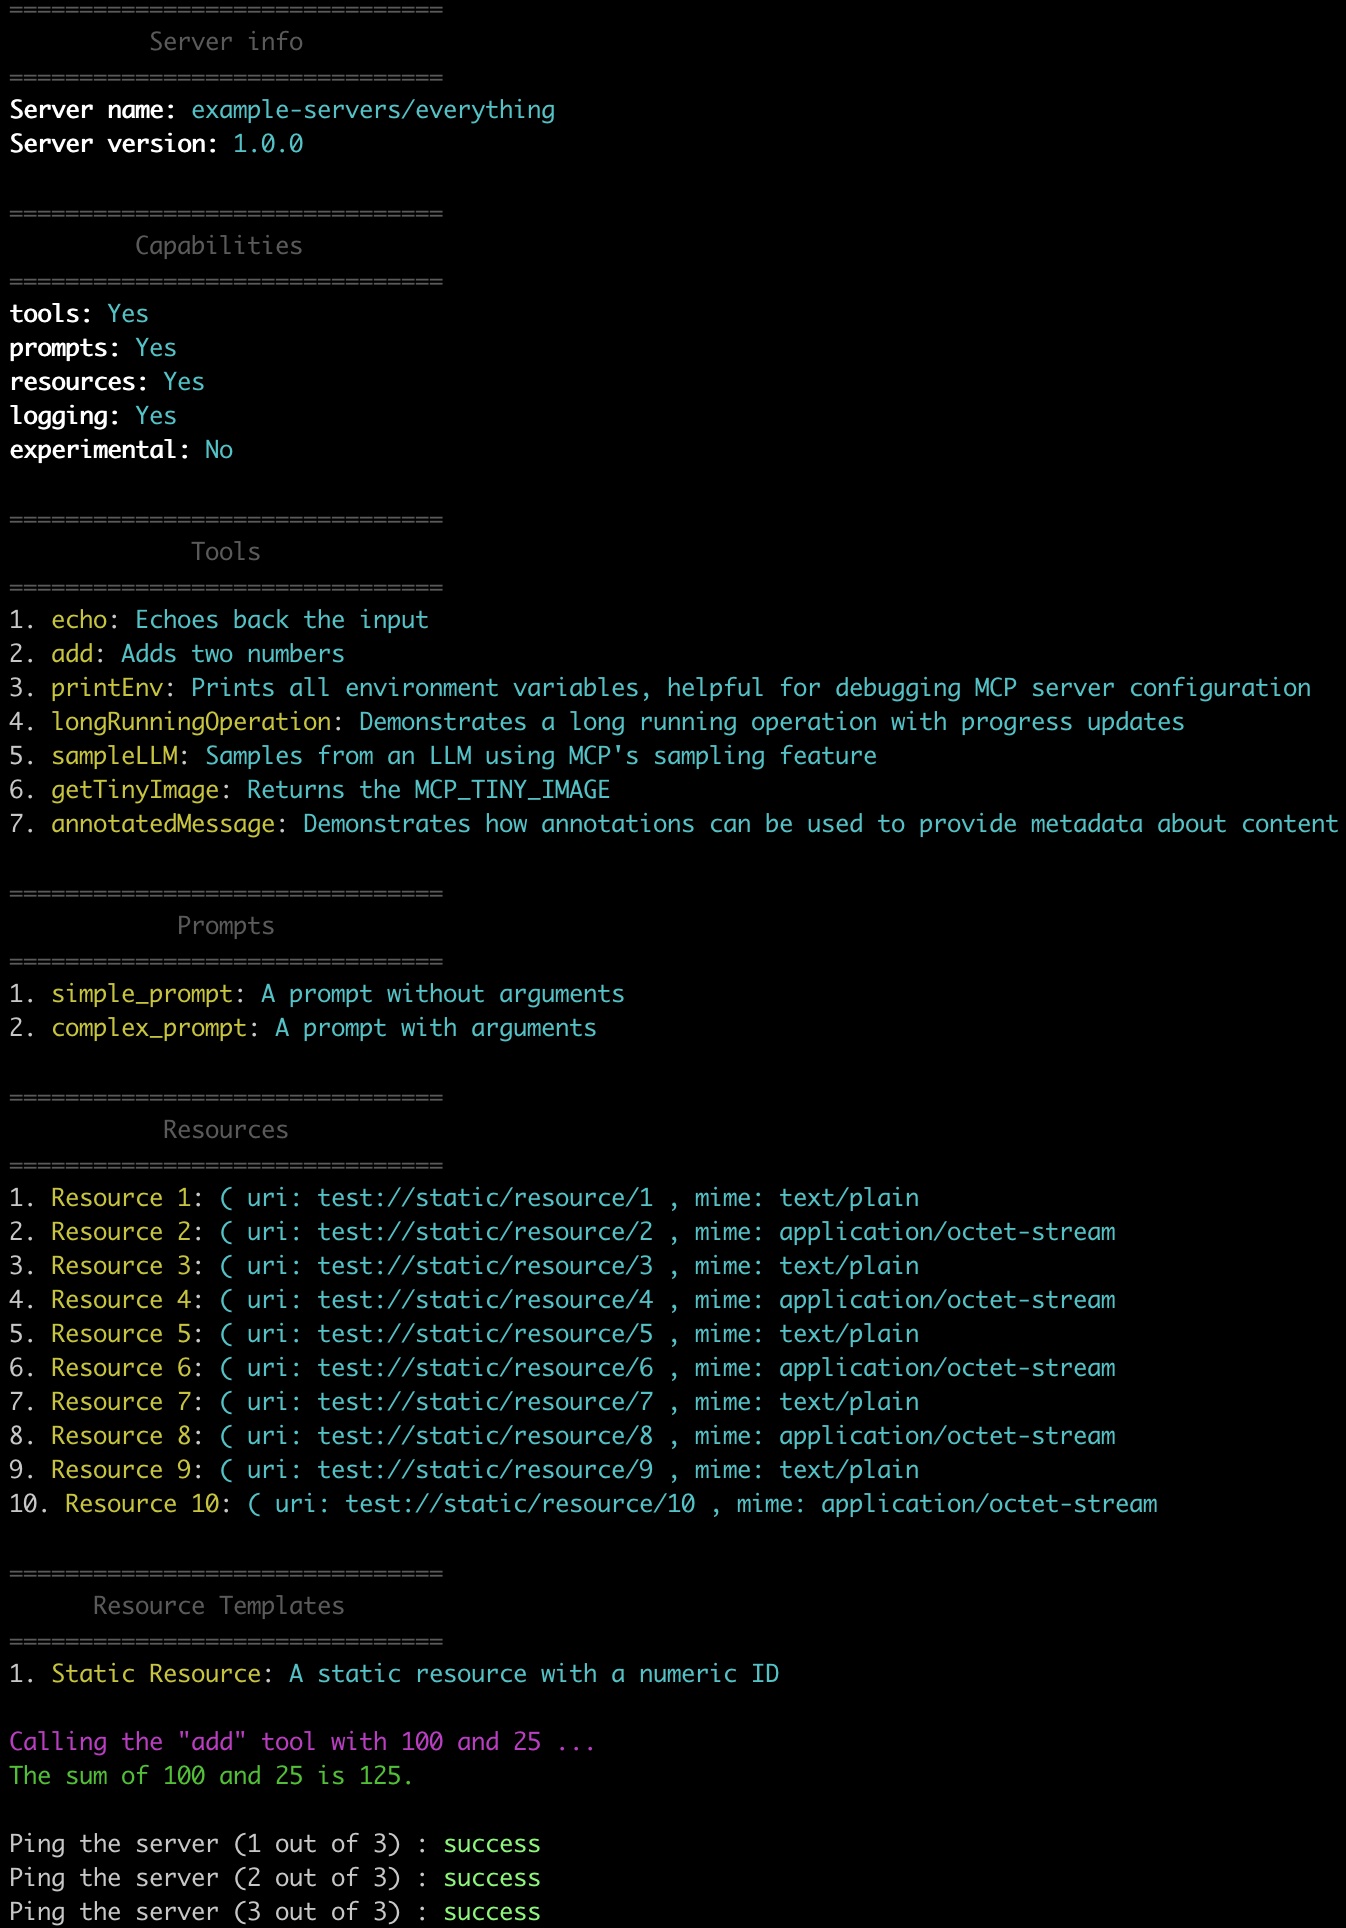 ===============================
Server info
===============================
Server name: example-servers/everything
Server version: 1.0.0
===============================
Capabilities
===============================
tools: Yes
prompts: Yes
resources: Yes
logging: Yes
experimental: No
===============================
Tools
===============================
1. echo: Echoes back the input
2. add: Adds two numbers
3. printEnv: Prints all environment variables, helpful for debugging MCP server configuration
4. longRunningOperation: Demonstrates a long running operation with progress updates
5. sampleLLM: Samples from an LLM using MCP's sampling feature
6. getTinyImage: Returns the MCP_TINY_IMAGE
7. annotatedMessage: Demonstrates how annotations can be used to provide metadata about content
===============================
Prompts
===============================
1. simple_prompt: A prompt without arguments
2. complex_prompt: A prompt with arguments
===============================
Resources
===============================
1. Resource 1: ( uri: test://static/resource/1 , mime: text/plain
2. Resource 2: ( uri: test://static/resource/2 , mime: application/octet-stream
3. Resource 3: ( uri: test://static/resource/3 , mime: text/plain
4. Resource 4: ( uri: test://static/resource/4 , mime: application/octet-stream
5. Resource 5: ( uri: test://static/resource/5 , mime: text/plain
6. Resource 6: ( uri: test://static/resource/6 , mime: application/octet-stream
7. Resource 7: ( uri: test://static/resource/7 , mime: text/plain
8. Resource 8: ( uri: test://static/resource/8 , mime: application/octet-stream
9. Resource 9: ( uri: test://static/resource/9 , mime: text/plain
10. Resource 10: ( uri: test://static/resource/10 , mime: application/octet-stream
===============================
Resource Templates
===============================
1. Static Resource: A static resource with a numeric ID
Calling the "add" tool with 100 and 25 ...
The sum of 100 and 25 is 125.
Ping the server (1 out of 3) : success
Ping the server (2 out of 3) : success
Ping the server (3 out of 3) : success